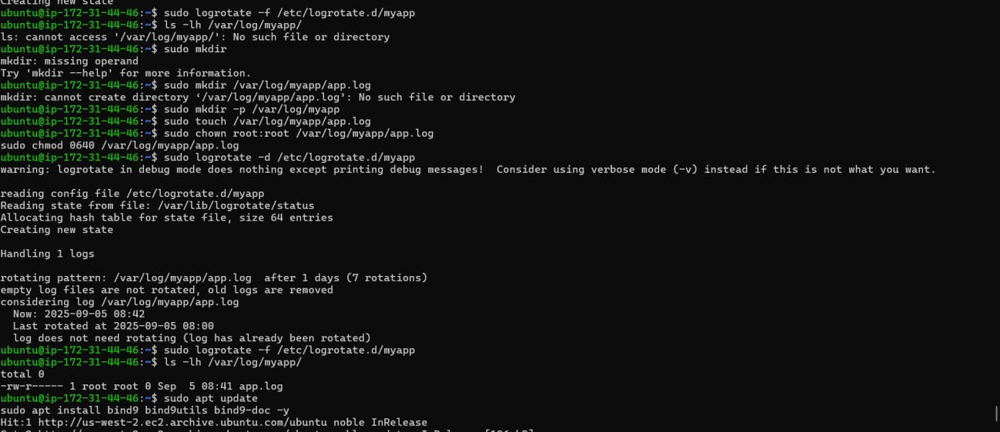 Creating new state
ubuntu@ip-172-31-44-46:~$ sudo logrotate -f /etc/logrotate.d/myapp
ubuntu@ip-172-31-44-46:~$ ls -lh /var/log/myapp/
ls: cannot access '/var/log/myapp/': No such file or directory
ubuntu@ip-172-31-44-46:~$ sudo mkdir
mkdir: missing operand
Try 'mkdir --help' for more information.
ubuntu@ip-172-31-44-46:~$ sudo mkdir /var/log/myapp/app.log
mkdir: cannot create directory ‘/var/log/myapp/app.log’: No such file or directory
ubuntu@ip-172-31-44-46:~$ sudo mkdir -p /var/log/myapp
ubuntu@ip-172-31-44-46:~$ sudo touch /var/log/myapp/app.log
ubuntu@ip-172-31-44-46:~$ sudo chown root:root /var/log/myapp/app.log
sudo chmod 0640 /var/log/myapp/app.log
ubuntu@ip-172-31-44-46:~$ sudo logrotate -d /etc/logrotate.d/myapp
warning: logrotate in debug mode does nothing except printing debug messages!  Consider using verbose mode (-v) instead if this is not what you want.
reading config file /etc/logrotate.d/myapp
Reading state from file: /var/lib/logrotate/status
Allocating hash table for state file, size 64 entries
Creating new state
Handling 1 logs
rotating pattern: /var/log/myapp/app.log  after 1 days (7 rotations)
empty log files are not rotated, old logs are removed
considering log /var/log/myapp/app.log
  Now: 2025-09-05 08:42
  Last rotated at 2025-09-05 08:00
  log does not need rotating (log has already been rotated)
ubuntu@ip-172-31-44-46:~$ sudo logrotate -f /etc/logrotate.d/myapp
ubuntu@ip-172-31-44-46:~$ ls -lh /var/log/myapp/
total 0
-rw-r----- 1 root root 0 Sep  5 08:41 app.log
ubuntu@ip-172-31-44-46:~$ sudo apt update
sudo apt install bind9 bind9utils bind9-doc -y
Hit:1 http://us-west-2.ec2.archive.ubuntu.com/ubuntu noble InRelease